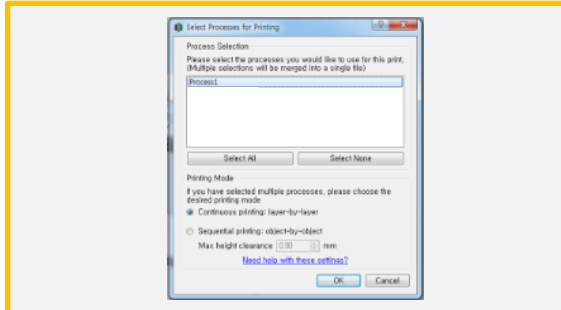 Select Processes for Printing
Process Selection
Please select the processes you would like to use for this print.
(Multiple selections will be merged into a single file)
Process1
Select All
Select None
Printing Mode
If you have selected multiple processes, please choose the
desired printing mode
Continuous printing: layer-by-layer
Sequential printing: object-by-object
Max height clearance 0.00 mm
Need help with these settings?
OK
Cancel